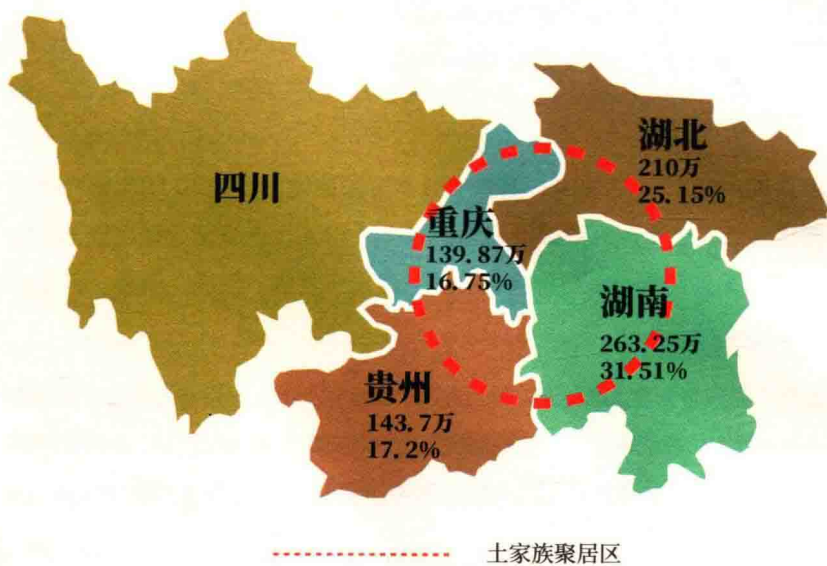 湖北
210万
25.15%
四川
重庆
139.87万
16.75%
湖南
263.25万
31.51%
贵州
143.7万
17.2%
土家族聚居区